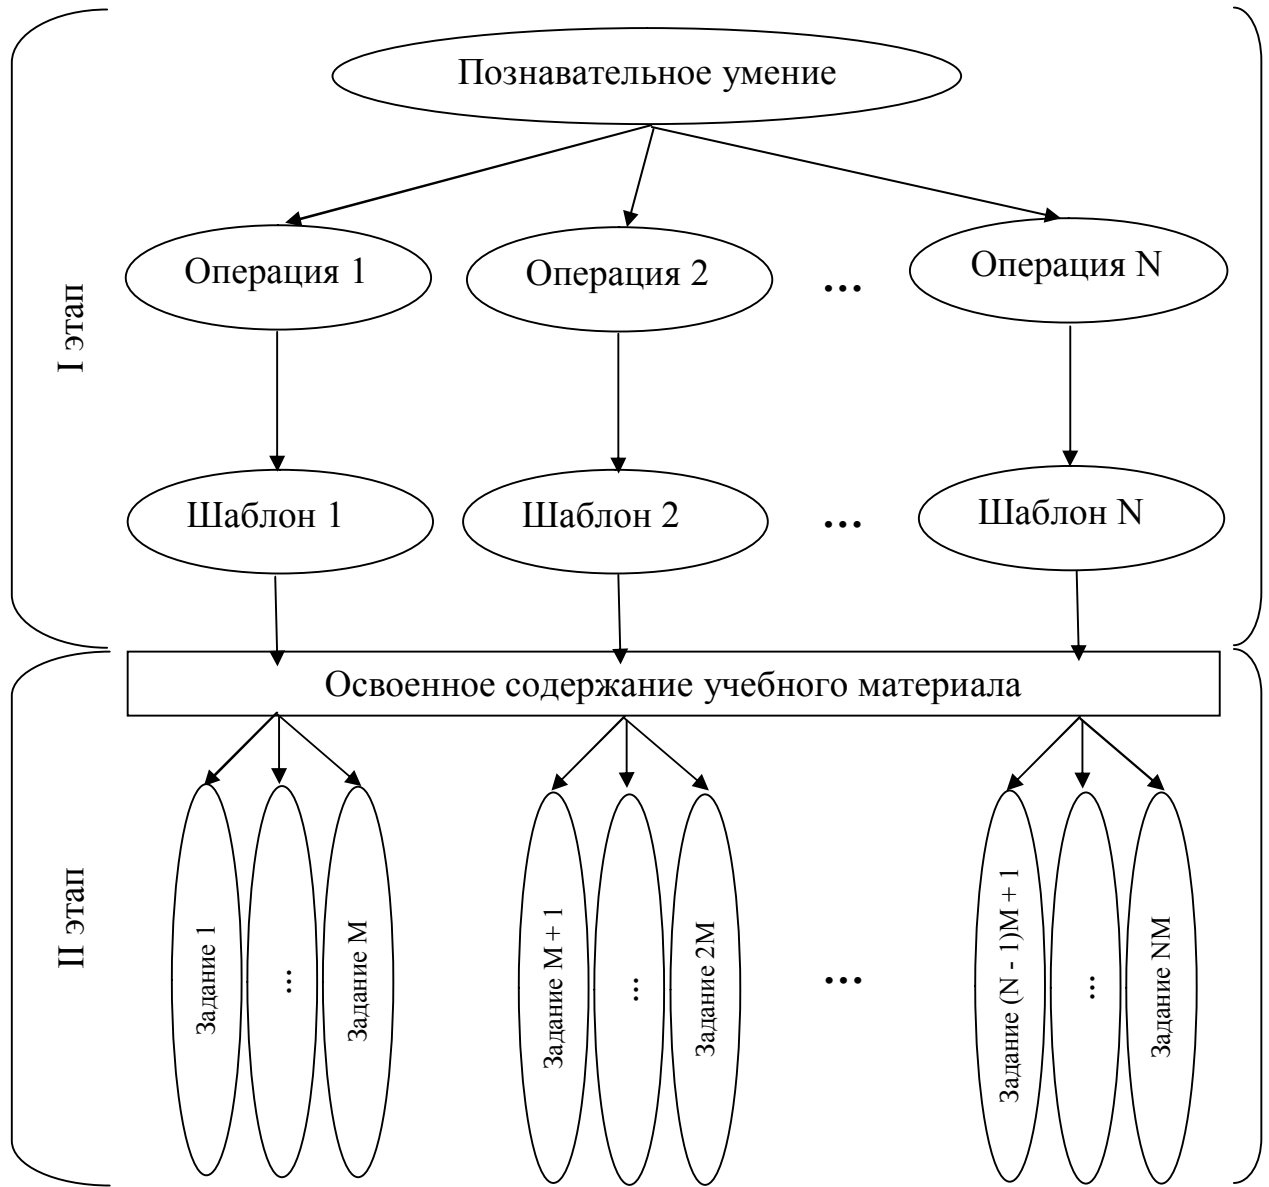 Познавательное умение
Операция 1
Операция 2
...
Операция N
I этап
Шаблон 1
Шаблон 2
...
Шаблон N
Освоенное содержание учебного материала
II этап
Задание 1
...
Задание M
Задание M + 1
...
Задание 2M
...
Задание (N - 1)M + 1
...
Задание NM